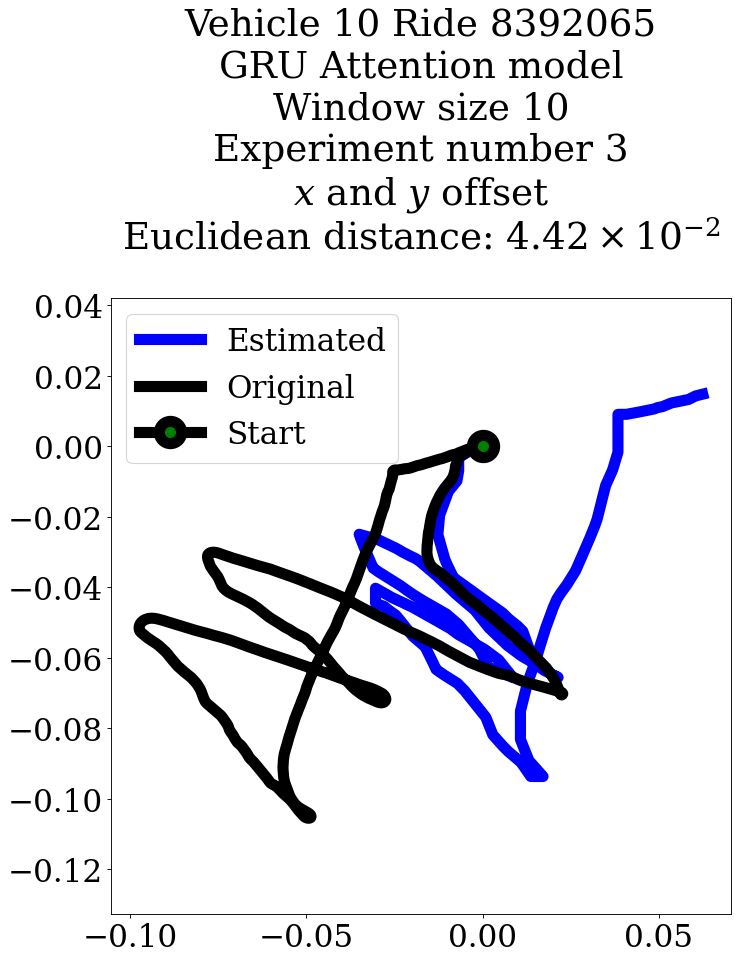 Vehicle 10 Ride 8392065
GRU Attention model
Window size 10
Experiment number 3
x and y offset
Euclidean distance: 4.42 × 10⁻²
0.04
0.02
0.00
−0.02
−0.04
−0.06
−0.08
−0.10
−0.12
Estimated
Original
Start
−0.10
−0.05
0.00
0.05